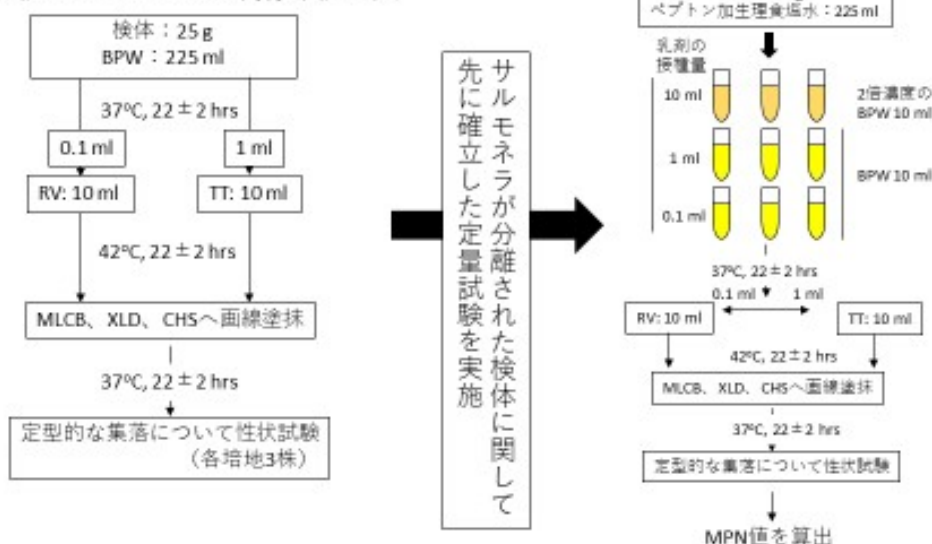 検体：25g
BPW：225 ml
37℃, 22 ± 2 hrs
0.1 ml
1 ml
RV: 10 ml
TT: 10 ml
42℃, 22 ± 2 hrs
MLCB、XLD、CHSへ画線塗抹
37℃, 22 ± 2 hrs
定型的な集落について性状試験
（各培地3株）
サルモネラが分離された検体に関して
先に確立した定量試験を実施
ペプトン加生理食塩水：225 ml
乳剤の
接種量
10 ml
2倍濃度の
BPW 10 ml
1 ml
BPW 10 ml
0.1 ml
37℃, 22 ± 2 hrs
0.1 ml
1 ml
RV: 10 ml
TT: 10 ml
42℃, 22 ± 2 hrs
MLCB、XLD、CHSへ画線塗抹
37℃, 22 ± 2 hrs
定型的な集落について性状試験
MPN値を算出